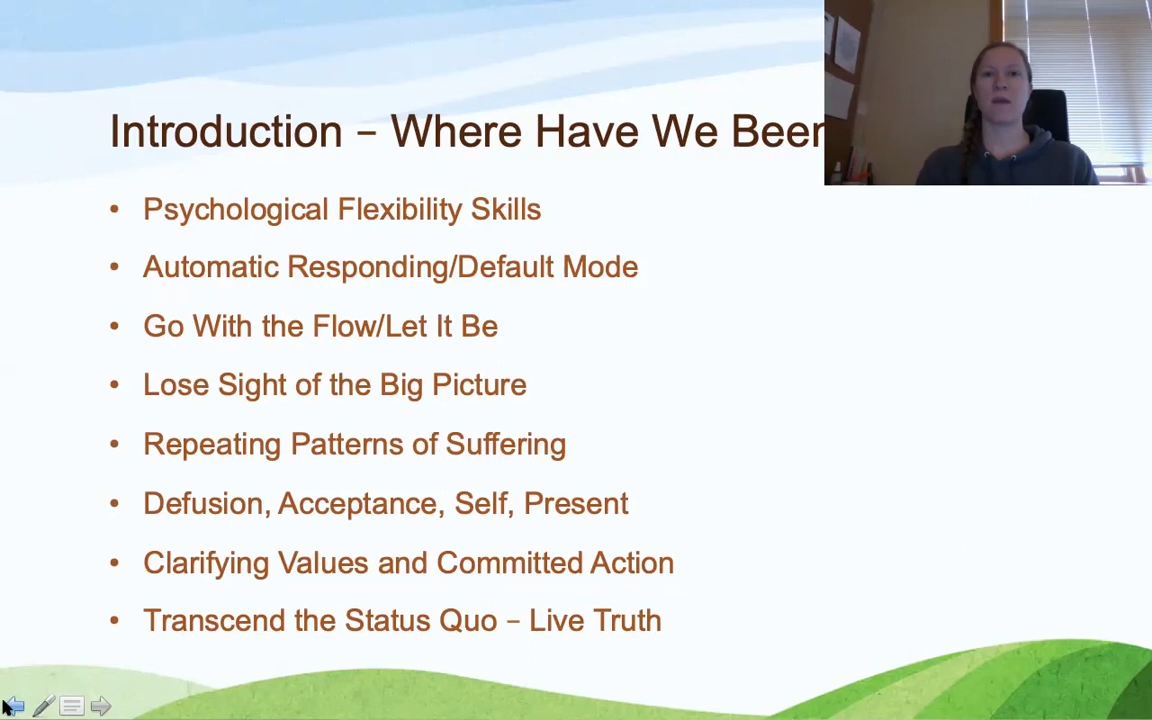 Introduction – Where Have We Been
• Psychological Flexibility Skills
• Automatic Responding/Default Mode
• Go With the Flow/Let It Be
• Lose Sight of the Big Picture
• Repeating Patterns of Suffering
• Defusion, Acceptance, Self, Present
• Clarifying Values and Committed Action
• Transcend the Status Quo – Live Truth